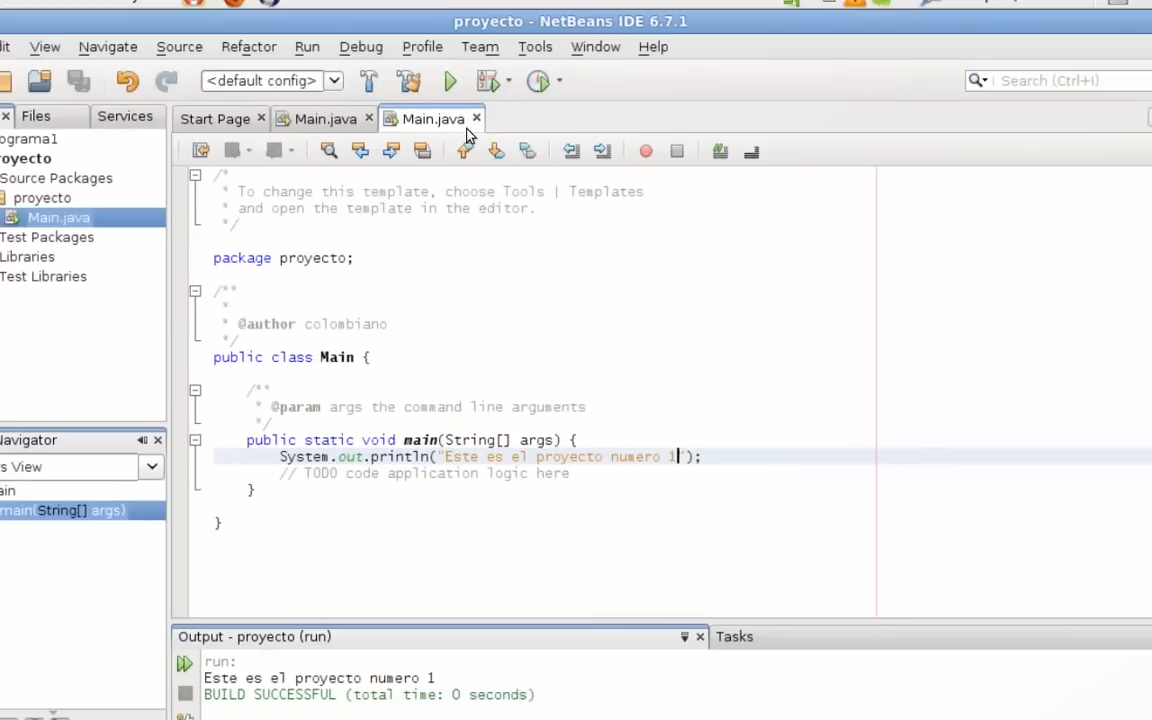 proyecto - NetBeans IDE 6.7.1
it View Navigate Source Refactor Run Debug Profile Team Tools Window Help
<default config> Search (Ctrl+I)
Files Services
Start Page Main.java Main.java
ograma1
royecto
Source Packages
proyecto
Main.java
Test Packages
Libraries
Test Libraries
/*
* To change this template, choose Tools | Templates
* and open the template in the editor.
*/
package proyecto;
/**
*
* @author colombiano
*/
public class Main {
/**
* @param args the command line arguments
*/
public static void main(String[] args) {
System.out.println("Este es el proyecto numero 1");
// TODO code application logic here
}
}
Navigator
s View
ain
main(String[] args)
Output - proyecto (run) Tasks
run:
Este es el proyecto numero 1
BUILD SUCCESSFUL (total time: 0 seconds)